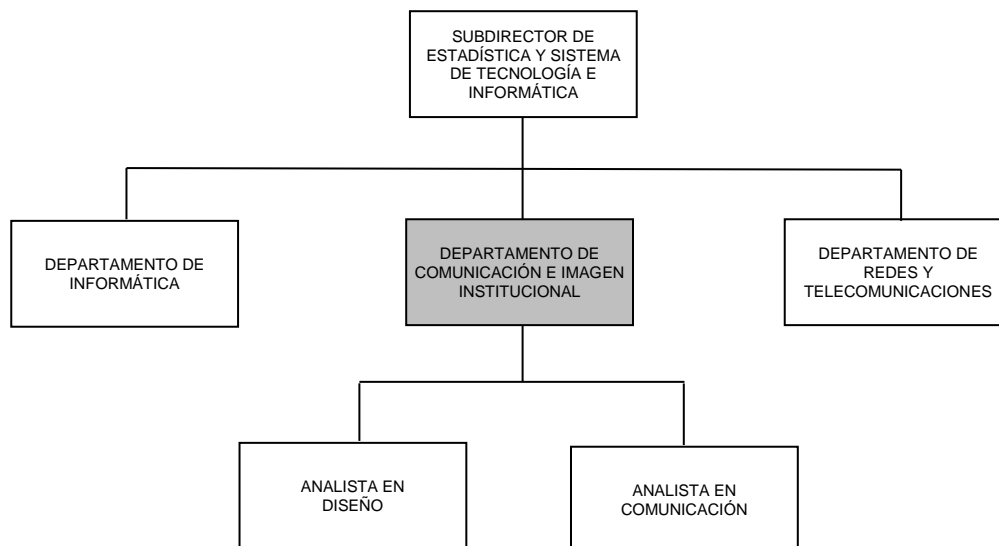 SUBDIRECTOR DE
ESTADÍSTICA Y SISTEMA
DE TECNOLOGÍA E
INFORMÁTICA
DEPARTAMENTO DE
INFORMÁTICA
DEPARTAMENTO DE
COMUNICACIÓN E IMAGEN
INSTITUCIONAL
DEPARTAMENTO DE
REDES Y
TELECOMUNICACIONES
ANALISTA EN
DISEÑO
ANALISTA EN
COMUNICACIÓN